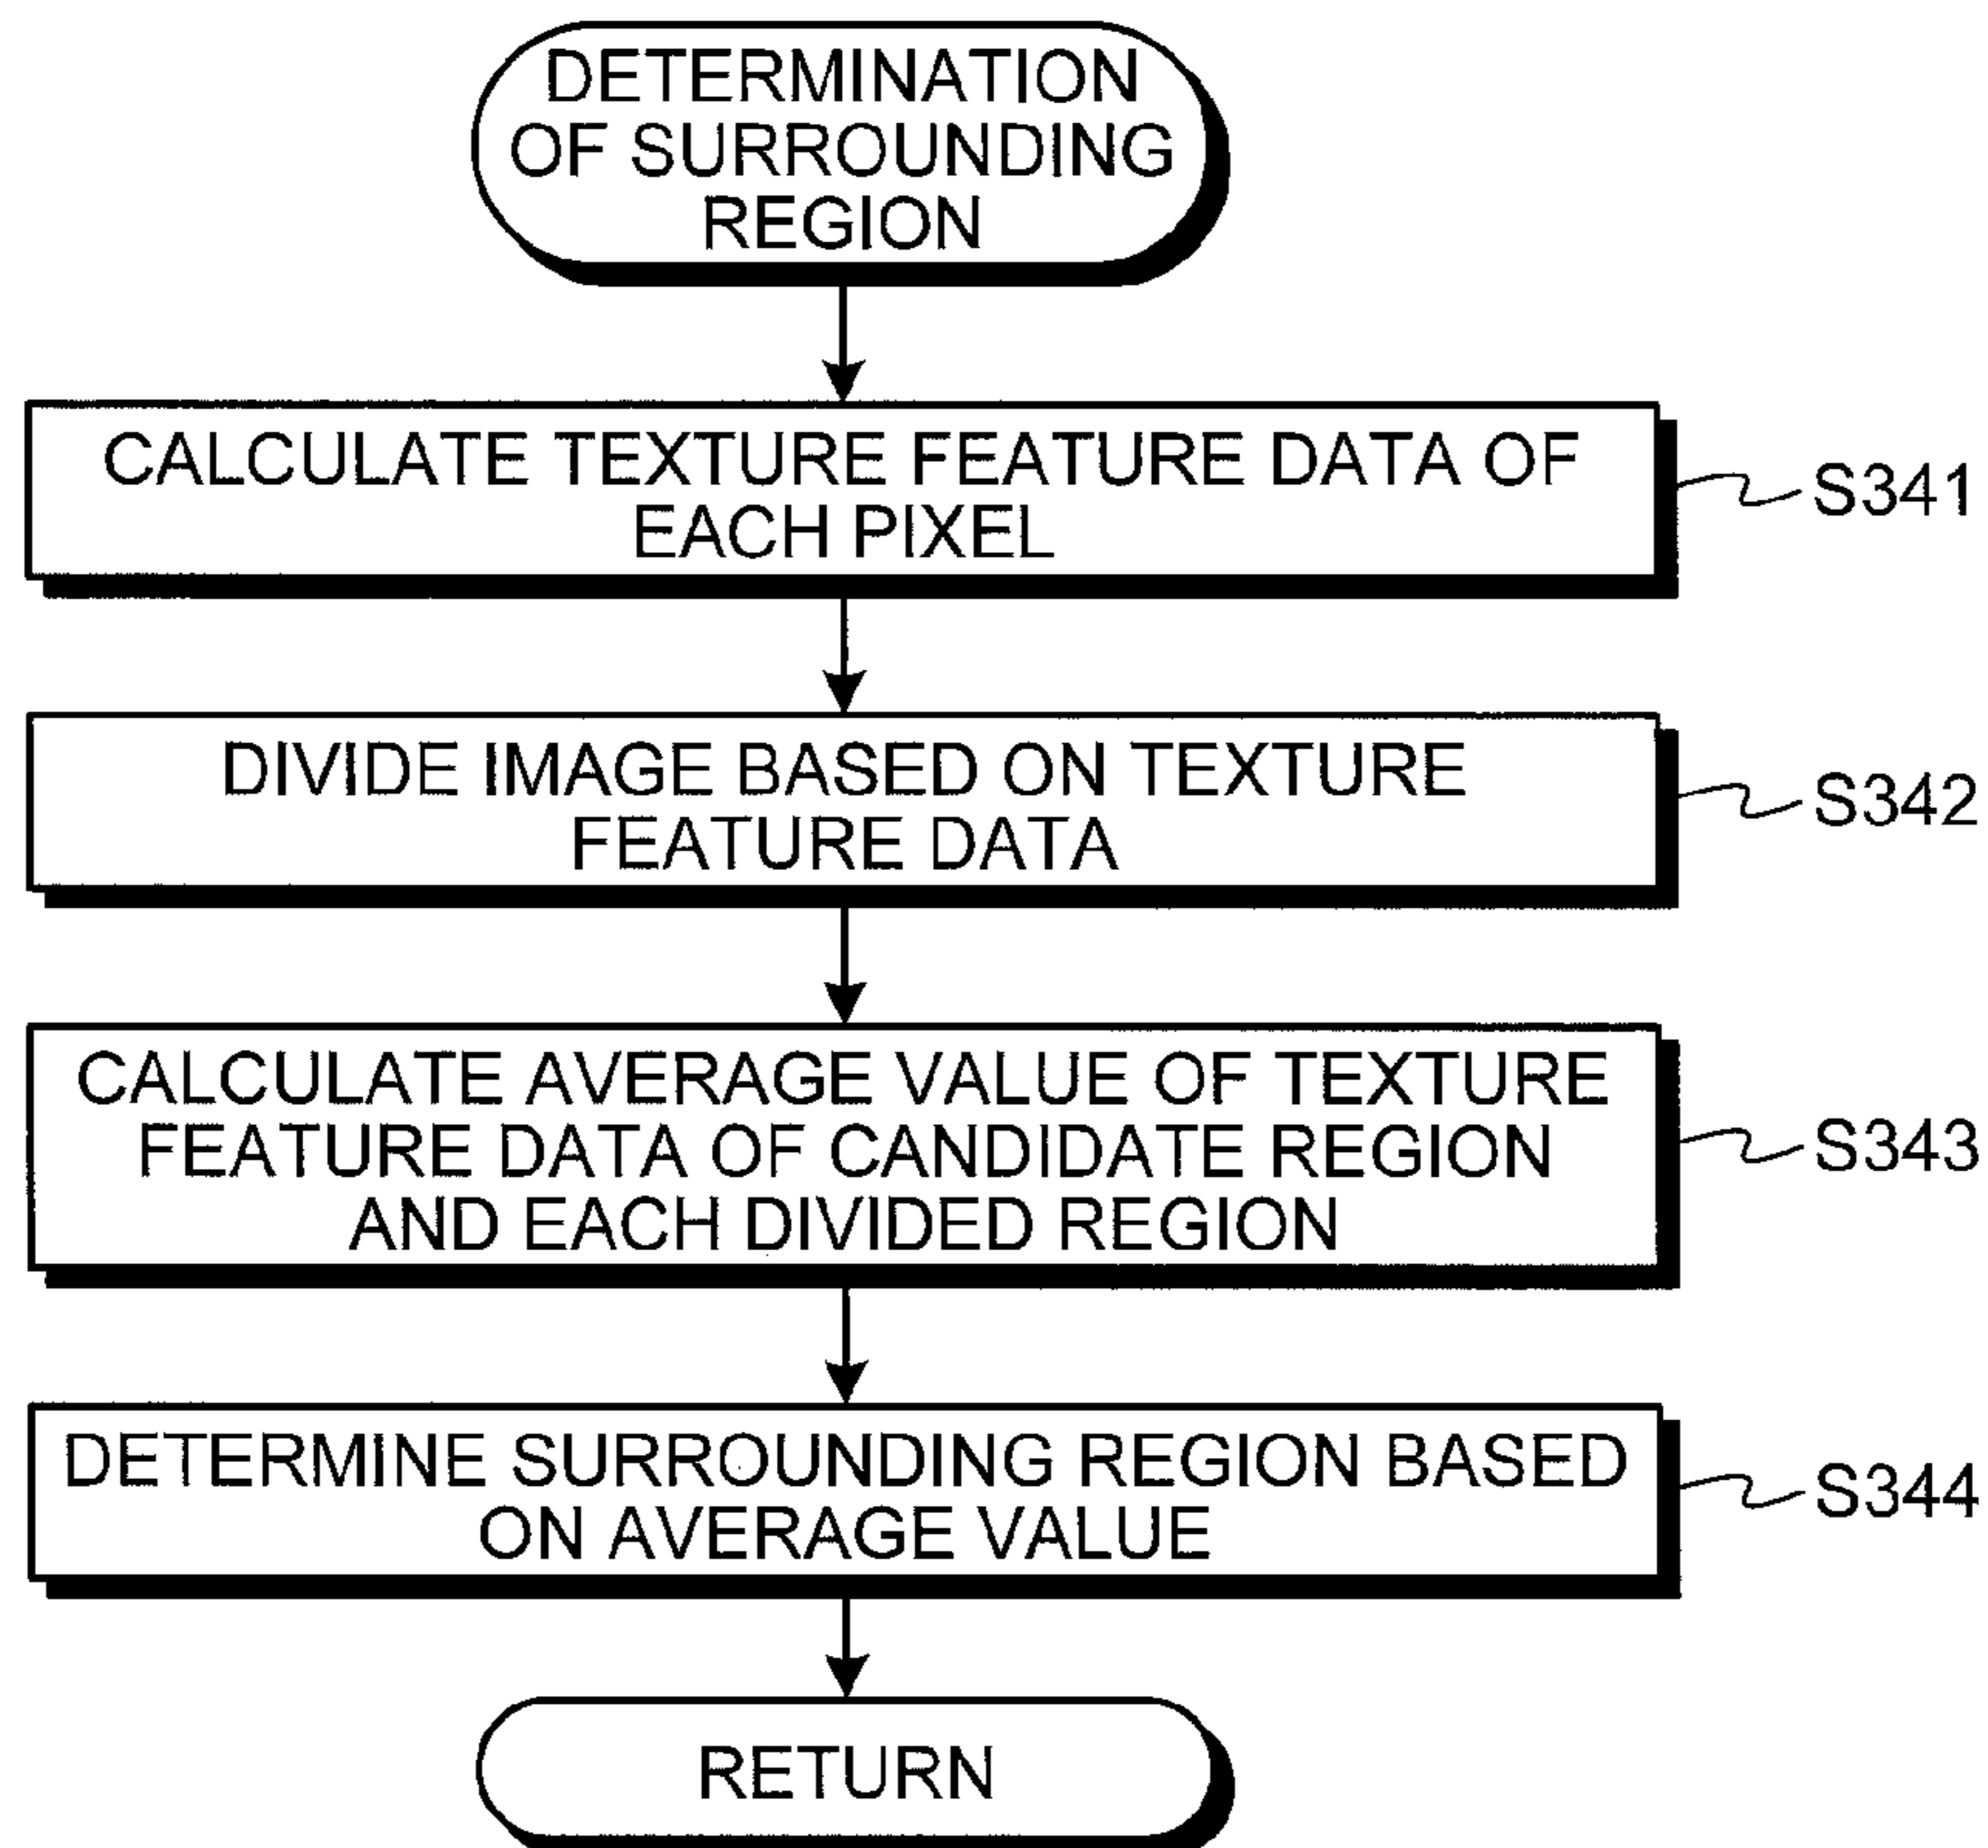 DETERMINATION
OF SURROUNDING
REGION
CALCULATE TEXTURE FEATURE DATA OF
EACH PIXEL
S341
DIVIDE IMAGE BASED ON TEXTURE
FEATURE DATA
S342
CALCULATE AVERAGE VALUE OF TEXTURE
FEATURE DATA OF CANDIDATE REGION
AND EACH DIVIDED REGION
S343
DETERMINE SURROUNDING REGION BASED
ON AVERAGE VALUE
S344
RETURN